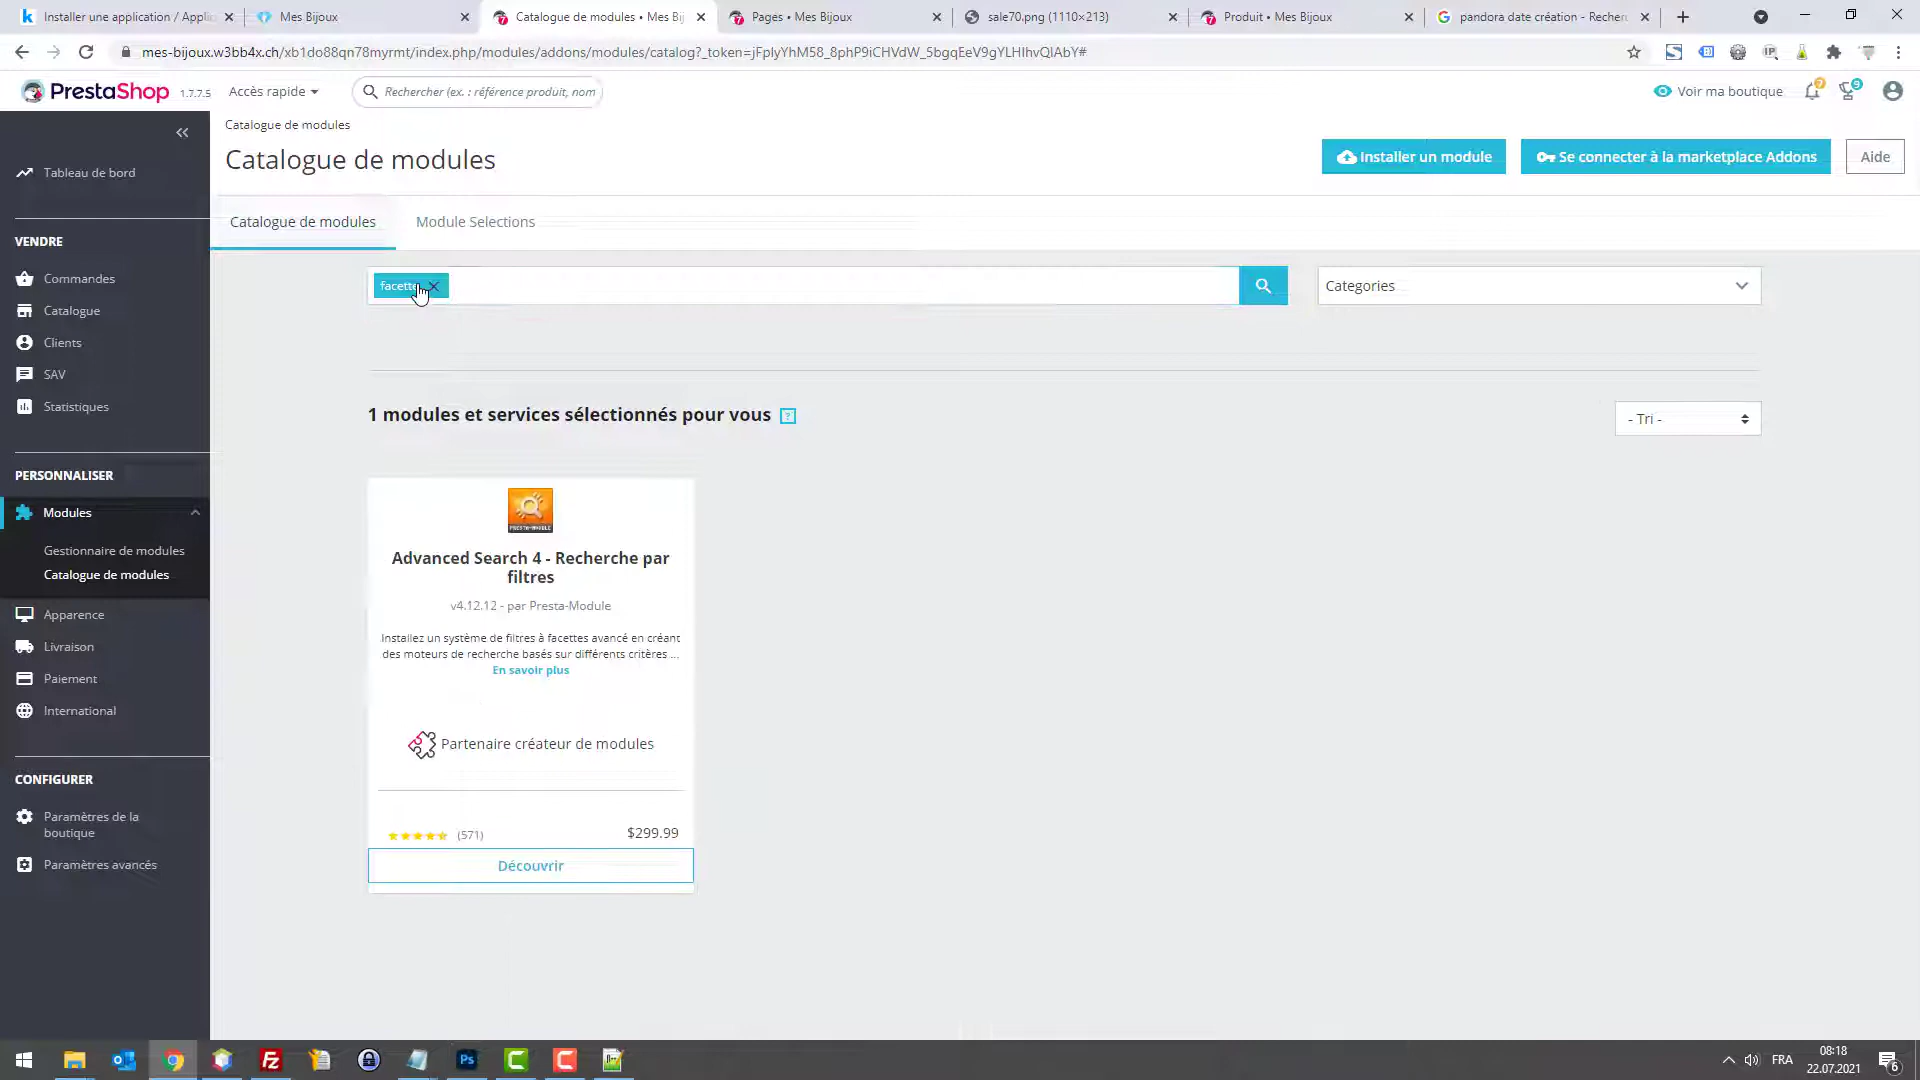 Installer une application / Applic
Mes Bijoux
Catalogue de modules • Mes Bij
Pages • Mes Bijoux
sale70.png (1110×213)
Produit • Mes Bijoux
pandora date création - Recher
mes-bijoux.w3bb4x.ch/xb1do88qn78myrmt/index.php/modules/addons/modules/catalog?_token=jFplyYhM58_8phP9iCHVdW_5bgqEeV9gYLHIhvQIAbY#
PrestaShop 1.7.7.5
Accès rapide
Rechercher (ex. : référence produit, nom
Voir ma boutique
7
9
Catalogue de modules
Catalogue de modules
Installer un module
Se connecter à la marketplace Addons
Aide
Catalogue de modules
Module Selections
Tableau de bord
VENDRE
Commandes
Catalogue
Clients
SAV
Statistiques
PERSONNALISER
Modules
Gestionnaire de modules
Catalogue de modules
Apparence
Livraison
Paiement
International
CONFIGURER
Paramètres de la
boutique
Paramètres avancés
Categories
1 modules et services sélectionnés pour vous ?
- Tri -
PRESTA-MODULE
Advanced Search 4 - Recherche par
filtres
v4.12.12 - par Presta-Module
Installez un système de filtres à facettes avancé en créant
des moteurs de recherche basés sur différents critères ...
En savoir plus
Partenaire créateur de modules
(571)
$299.99
Découvrir
FRA
08:18
22.07.2021
6